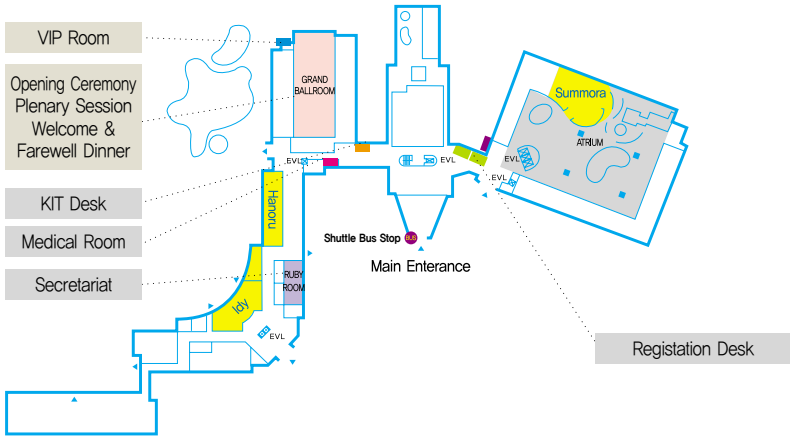 VIP Room
Opening Ceremony
Plenary Session
Welcome &
Farewell Dinner
KIT Desk
Medical Room
Secretariat
GRAND
BALLROOM
EVL
EVL
Summora
ATRIUM
EVL
EVL
Hanoru
Shuttle Bus Stop
BUS
Main Enterance
RUBY
ROOM
Idy
EVL
Registation Desk